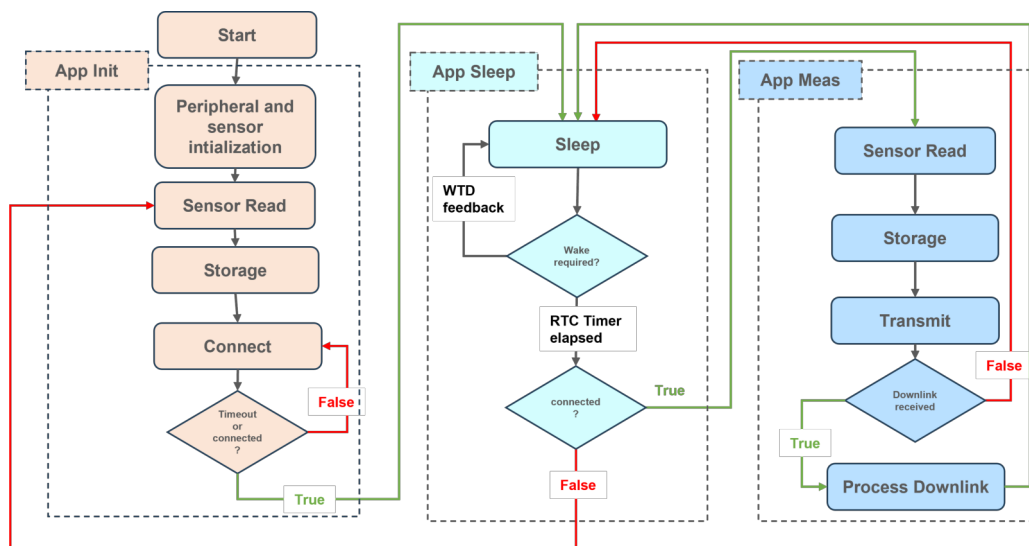 Start
App Init
Peripheral and
sensor
intialization
Sensor Read
Storage
Connect
False
Timeout
or
connected
?
True
App Sleep
Sleep
WTD
feedback
Wake
required?
RTC Timer
elapsed
connected
?
True
False
App Meas
Sensor Read
Storage
Transmit
False
Downlink
received
True
Process Downlink